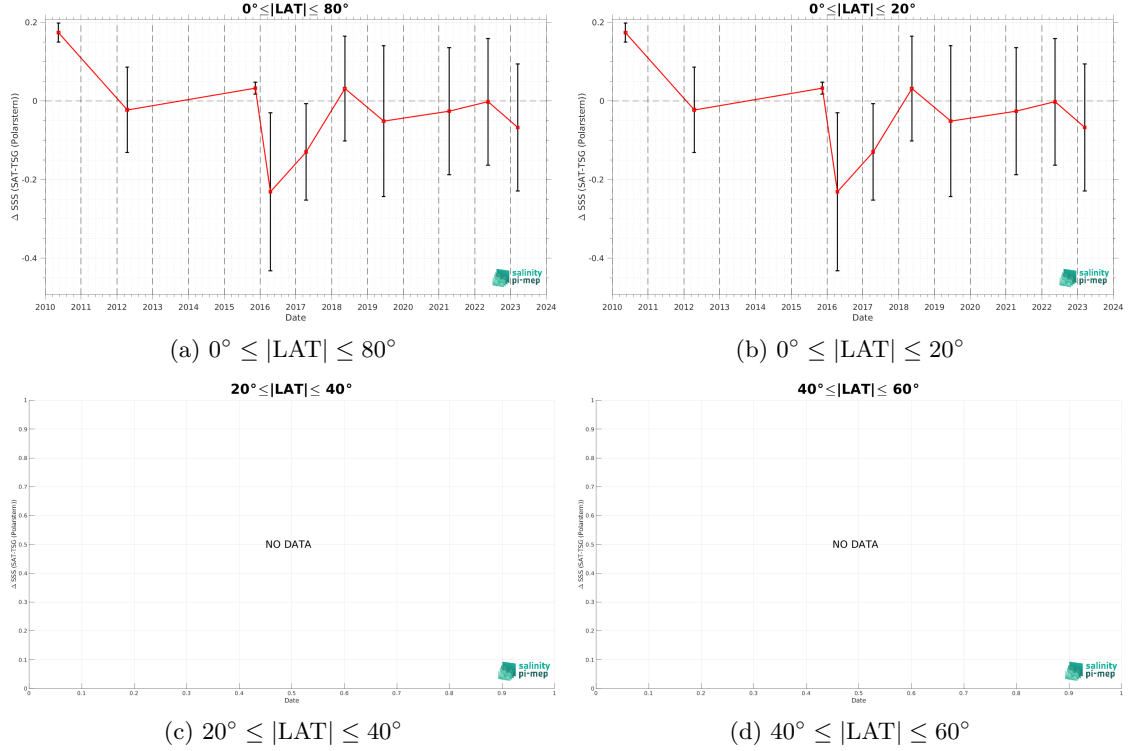 0°≤|LAT|≤ 80°
0.2
0
-0.2
-0.4
Δ SSS (SAT-TSG (Polarstern))
2010 2011 2012 2013 2014 2015 2016 2017 2018 2019 2020 2021 2022 2023 2024
Date
salinity
pi-mep
(a) 0° ≤ |LAT| ≤ 80°
0°≤|LAT|≤ 20°
0.2
0
-0.2
-0.4
Δ SSS (SAT-TSG (Polarstern))
2010 2011 2012 2013 2014 2015 2016 2017 2018 2019 2020 2021 2022 2023 2024
Date
salinity
pi-mep
(b) 0° ≤ |LAT| ≤ 20°
20°≤|LAT|≤ 40°
1
0.9
0.8
0.7
0.6
0.5
0.4
0.3
0.2
0.1
0
Δ SSS (SAT-TSG (Polarstern))
NO DATA
0 0.1 0.2 0.3 0.4 0.5 0.6 0.7 0.8 0.9 1
Date
salinity
pi-mep
(c) 20° ≤ |LAT| ≤ 40°
40°≤|LAT|≤ 60°
1
0.9
0.8
0.7
0.6
0.5
0.4
0.3
0.2
0.1
0
Δ SSS (SAT-TSG (Polarstern))
NO DATA
0 0.1 0.2 0.3 0.4 0.5 0.6 0.7 0.8 0.9 1
Date
salinity
pi-mep
(d) 40° ≤ |LAT| ≤ 60°